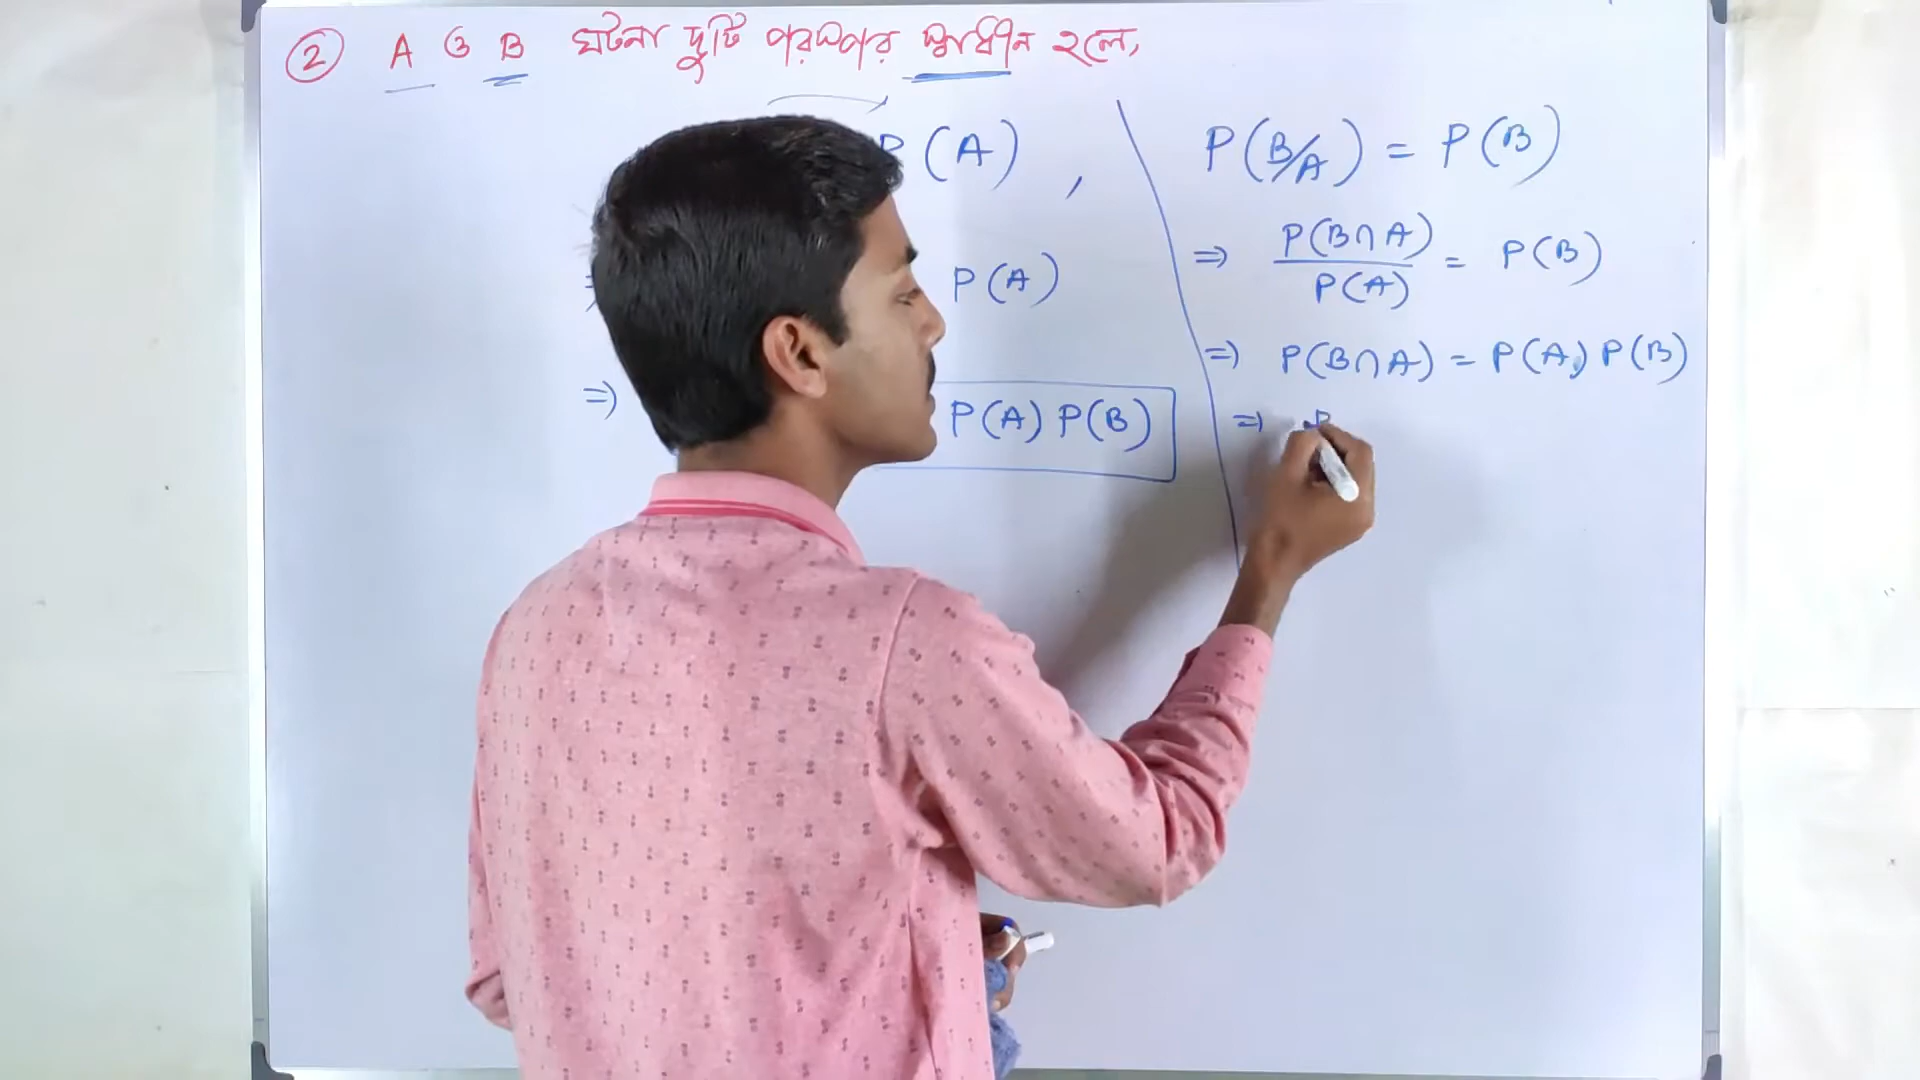 ② A ও B ঘটনা দুটি পরস্পর স্বাধীন হলে,
P(A) ,
P(A)
⇒ P(A) P(B)
P(B/A) = P(B)
⇒ P(B∩A)/P(A) = P(B)
⇒ P(B∩A) = P(A) P(B)
⇒ P